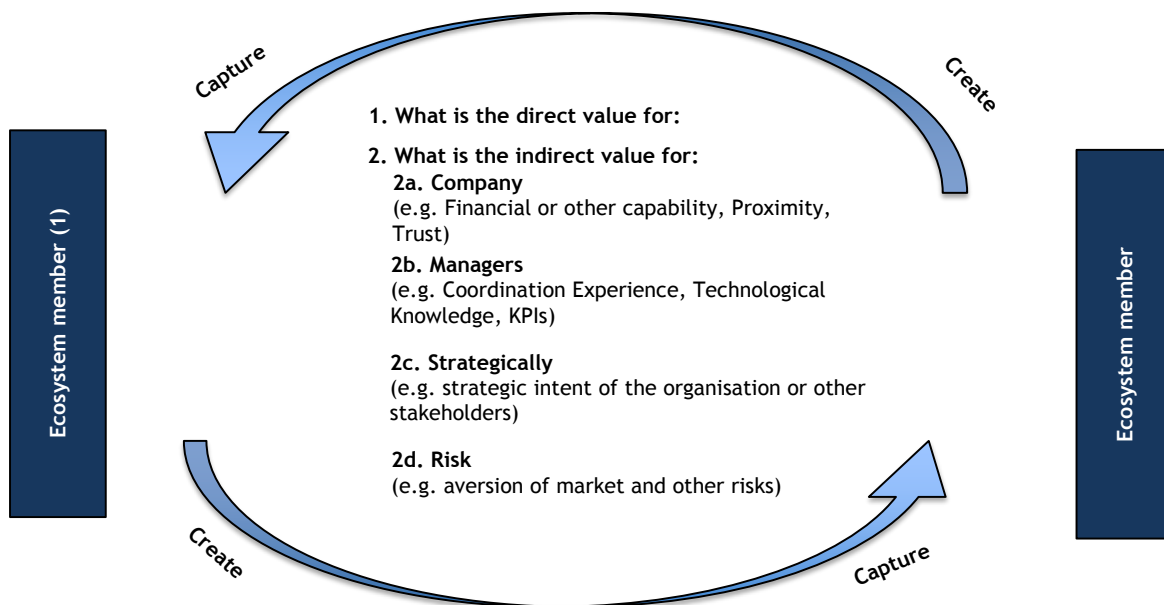 Capture
Create
1. What is the direct value for:
2. What is the indirect value for:
2a. Company
(e.g. Financial or other capability, Proximity,
Trust)
2b. Managers
(e.g. Coordination Experience, Technological
Knowledge, KPIs)
2c. Strategically
(e.g. strategic intent of the organisation or other
stakeholders)
2d. Risk
(e.g. aversion of market and other risks)
Ecosystem member (1)
Ecosystem member
Create
Capture